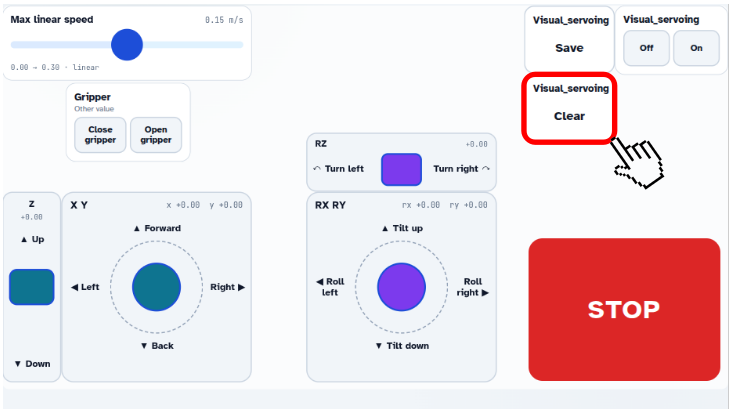 Max linear speed 0.15 m/s
0.00 → 0.30 · linear
Visual_servoing
Save
Visual_servoing
Off On
Visual_servoing
Clear
Gripper
Other value
Close gripper
Open gripper
RZ +0.00
↶ Turn left Turn right ↷
Z
+0.00
▲ Up
▼ Down
X Y x +0.00 y +0.00
▲ Forward
◀ Left Right ▶
▼ Back
RX RY rx +0.00 ry +0.00
▲ Tilt up
◀ Roll left
Roll right ▶
▼ Tilt down
STOP